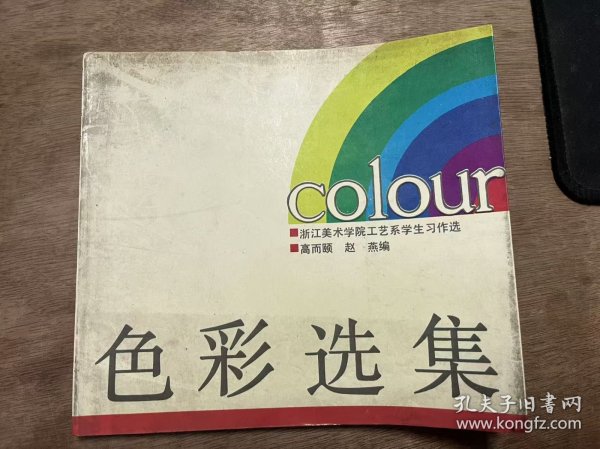 colour
■浙江美术学院工艺系学生习作选
■高而颐 赵 燕编
色彩选集
孔夫子旧书网
www.kongfz.com